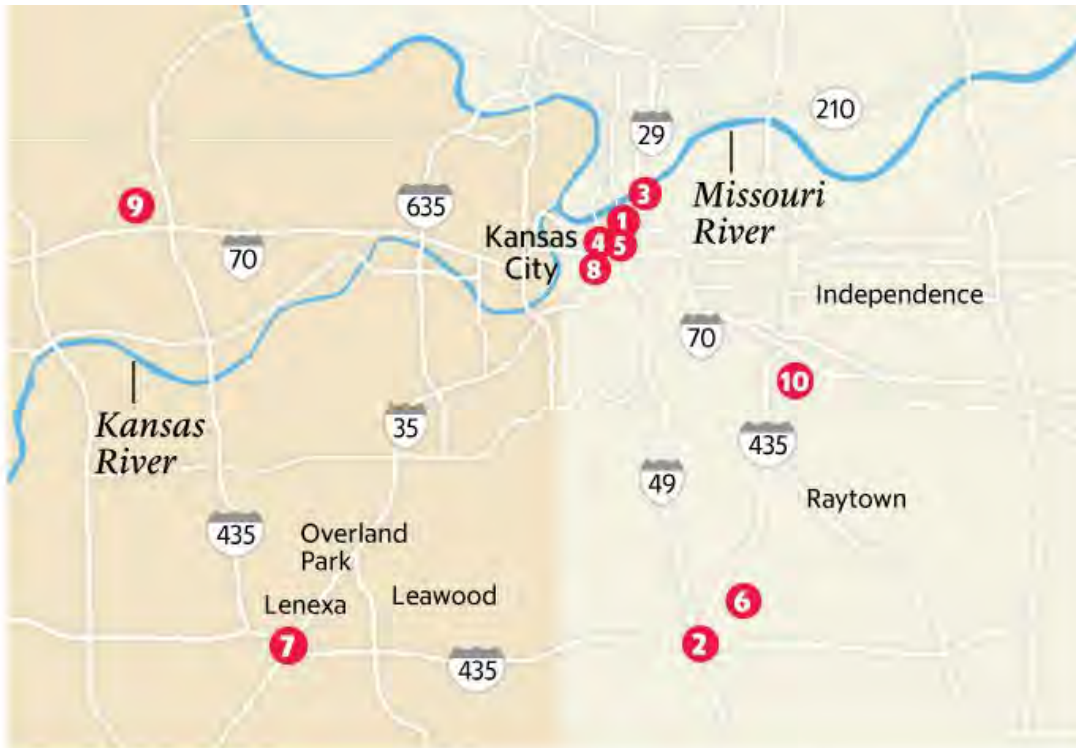 210
29
3
Missouri
River
9
635
1
Kansas
City
4
5
8
70
Independence
70
10
Kansas
River
35
435
49
Raytown
435
Overland
Park
Lenexa
Leawood
6
7
2
435